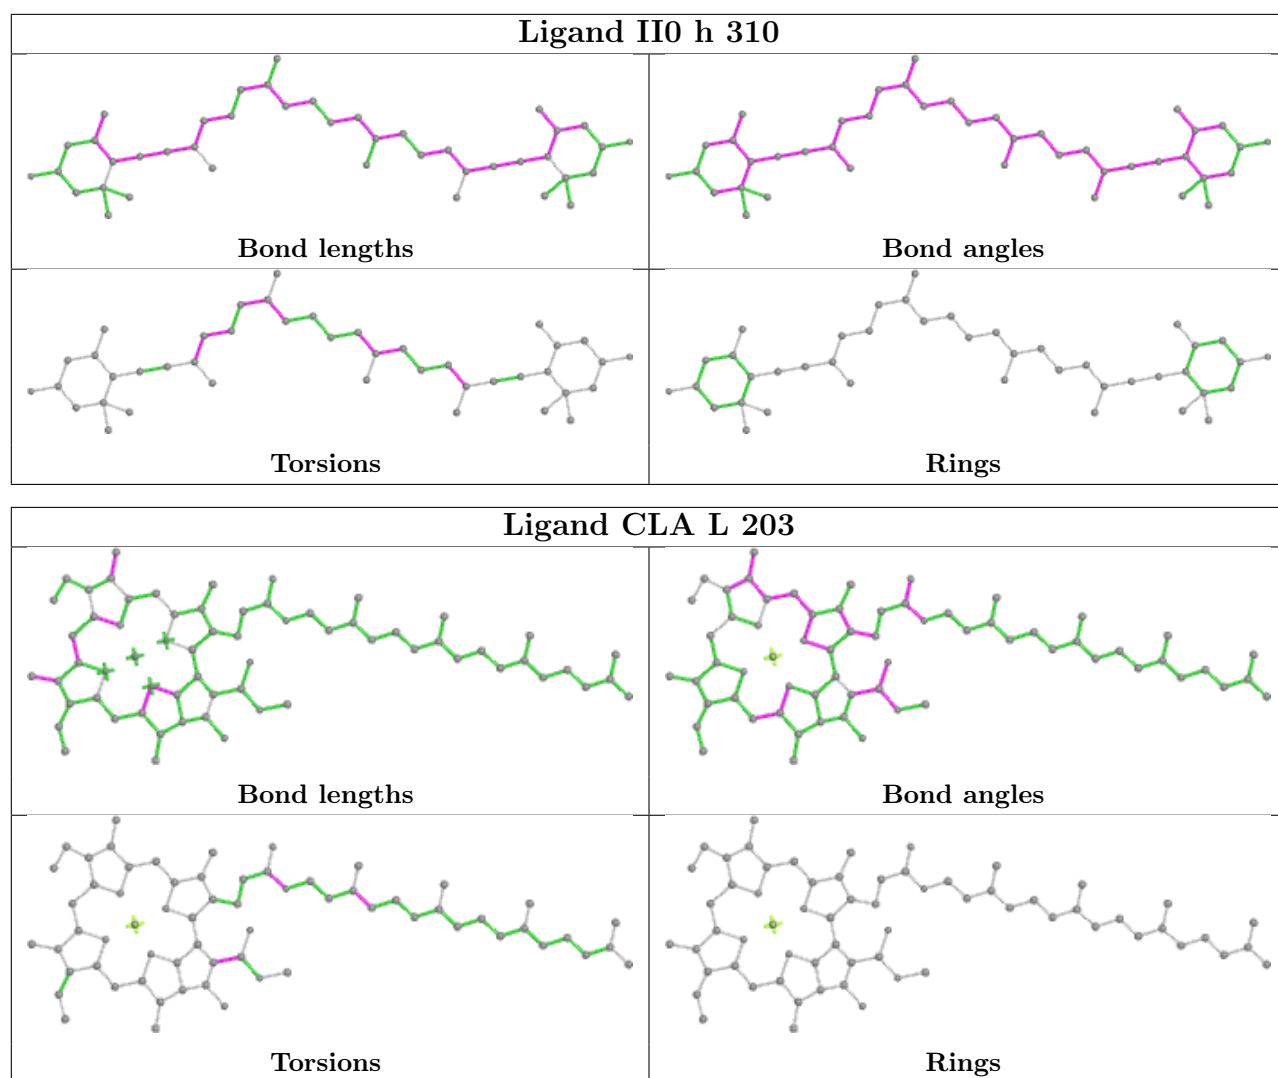 Ligand II0 h 310
Bond lengths
Bond angles
Torsions
Rings
Ligand CLA L 203
Bond lengths
Bond angles
Torsions
Rings